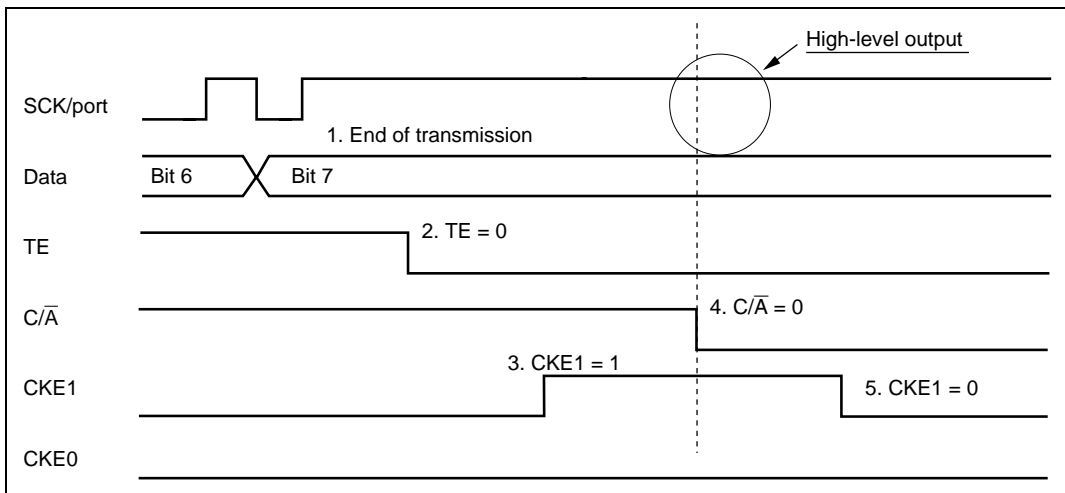 High-level output
SCK/port
1. End of transmission
Data
Bit 6
Bit 7
TE
2. TE = 0
C/A̅
4. C/A̅ = 0
3. CKE1 = 1
CKE1
5. CKE1 = 0
CKE0